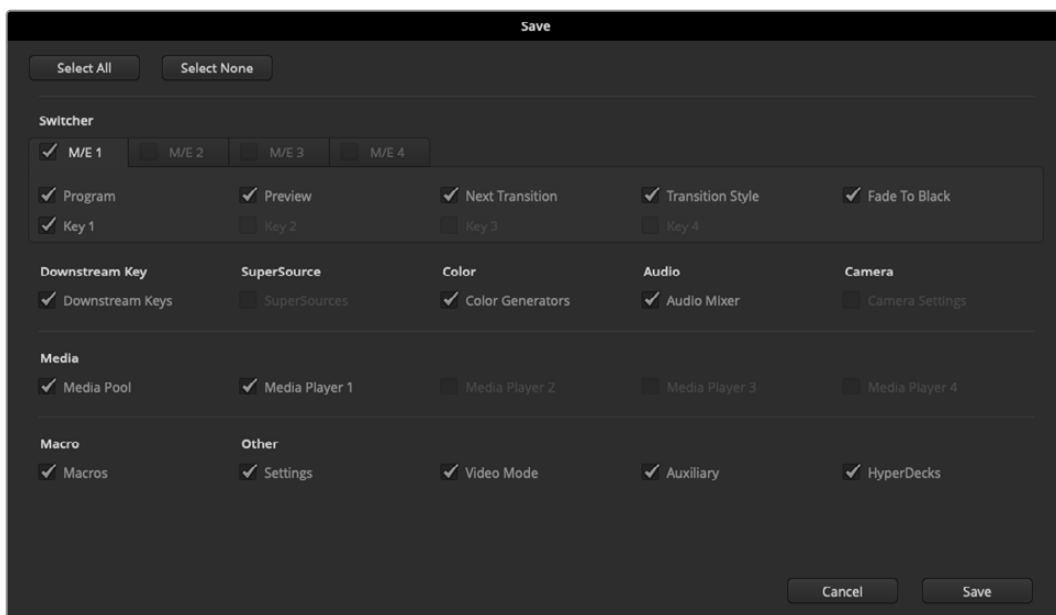 Save
Select All Select None
Switcher
M/E 1 M/E 2 M/E 3 M/E 4
Program Preview Next Transition Transition Style Fade To Black
Key 1 Key 2 Key 3 Key 4
Downstream Key SuperSource Color Audio Camera
Downstream Keys SuperSources Color Generators Audio Mixer Camera Settings
Media
Media Pool Media Player 1 Media Player 2 Media Player 3 Media Player 4
Macro Other
Macros Settings Video Mode Auxiliary HyperDecks
Cancel Save